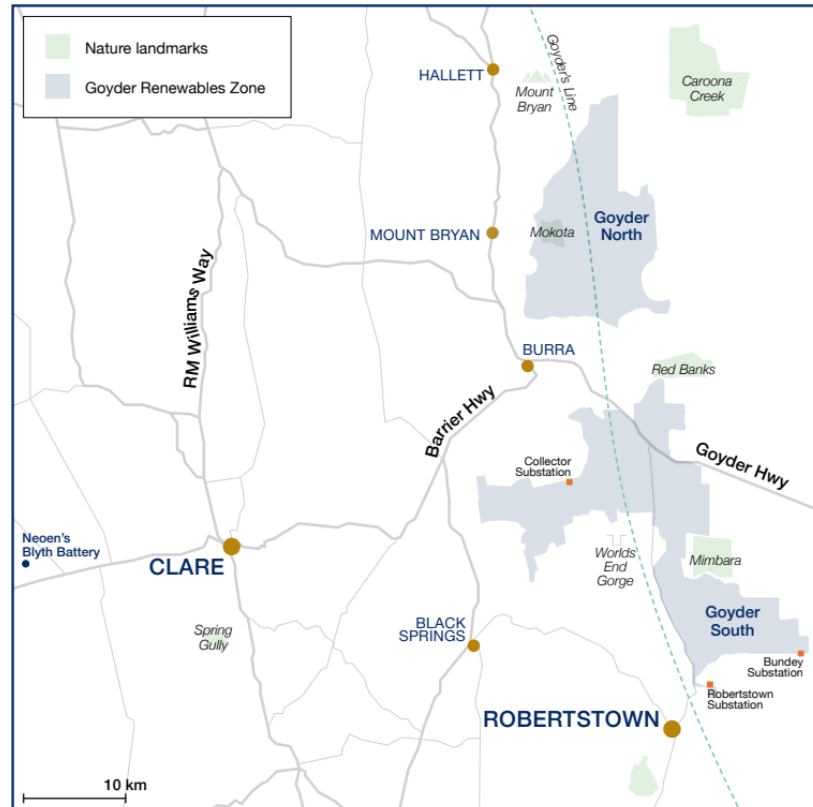 Nature landmarks
Goyder Renewables Zone
HALLETT
Mount
Bryan
Goyder's Line
Caroona
Creek
MOUNT BRYAN
Mokota
Goyder
North
RM Williams Way
BURRA
Red Banks
Barrier Hwy
Goyder Hwy
Collector
Substation
Neoen's
Blyth Battery
CLARE
Worlds
End
Gorge
Mimbara
Spring
Gully
BLACK
SPRINGS
Goyder
South
Bundey
Substation
Robertstown
Substation
ROBERTSTOWN
10 km